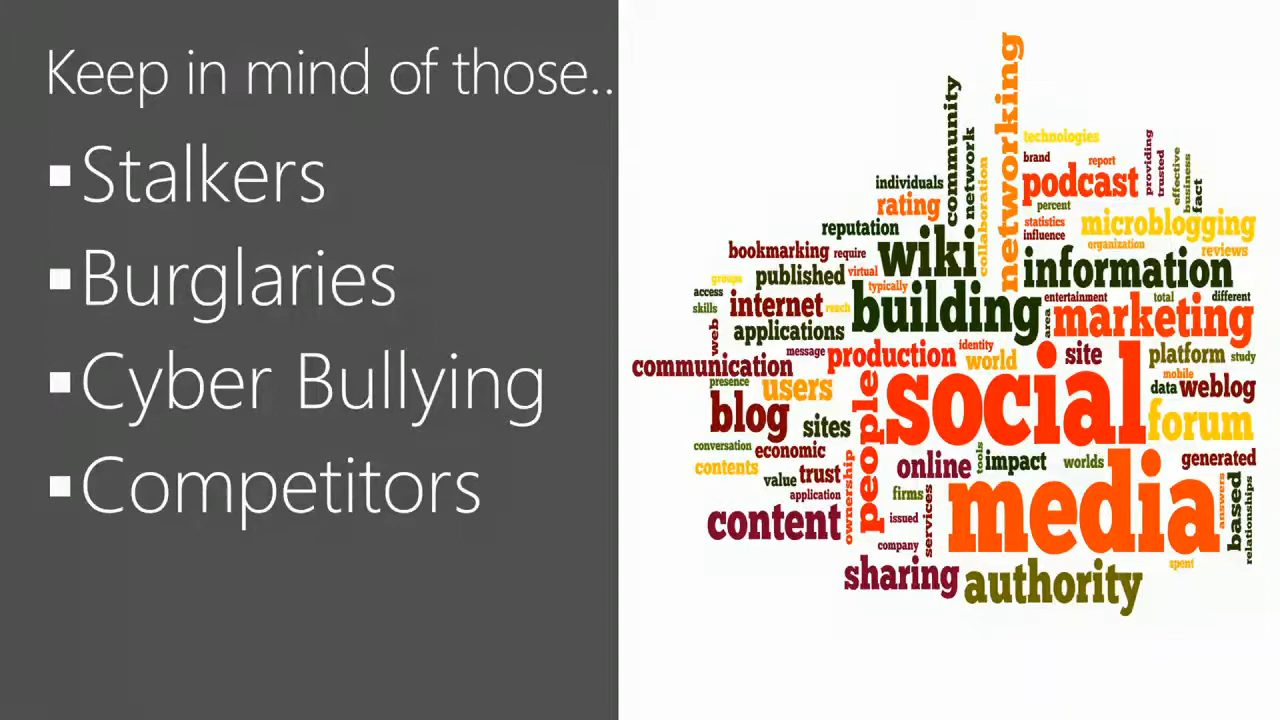 Keep in mind of those..
▪Stalkers
▪Burglaries
▪Cyber Bullying
▪Competitors
networking
community
network
technologies
brand
report
providing
trusted
effective
business
fact
individuals
podcast
collaboration
rating
percent
statistics
microblogging
reputation
influence
organization
wiki
bookmarking
require
reviews
information
groups
published
virtual
typically
access
internet
reach
building
entertainment
total
different
skills
web
applications
area
marketing
message
production
identity
world
site
platform
study
communication
presence
users
people
social
mobile
data
weblog
blog
sites
forum
conversation
economic
tools
contents
value
trust
online
impact
worlds
generated
application
ownership
firms
services
media
answers
based
relationships
content
issued
company
spent
sharing
authority